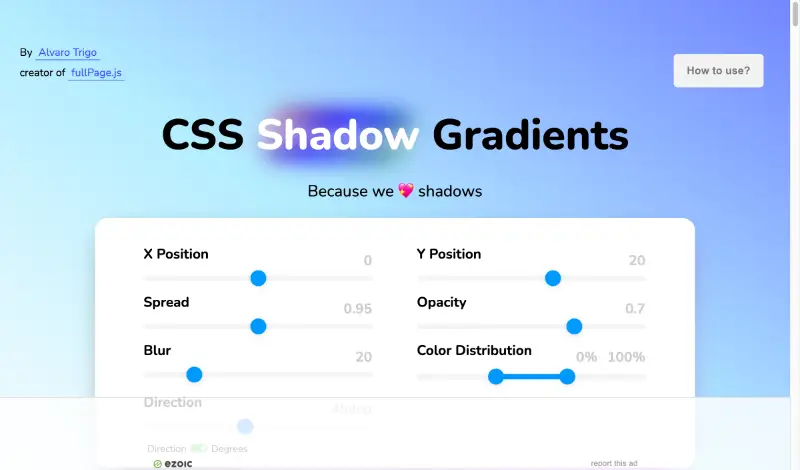 By Alvaro Trigo
creator of fullPage.js
How to use?
CSS Shadow Gradients
Because we 💖 shadows
X Position 0
Y Position 20
Spread 0.95
Opacity 0.7
Blur 20
Color Distribution 0% 100%
Direction
Direction Degrees
ezoic
report this ad